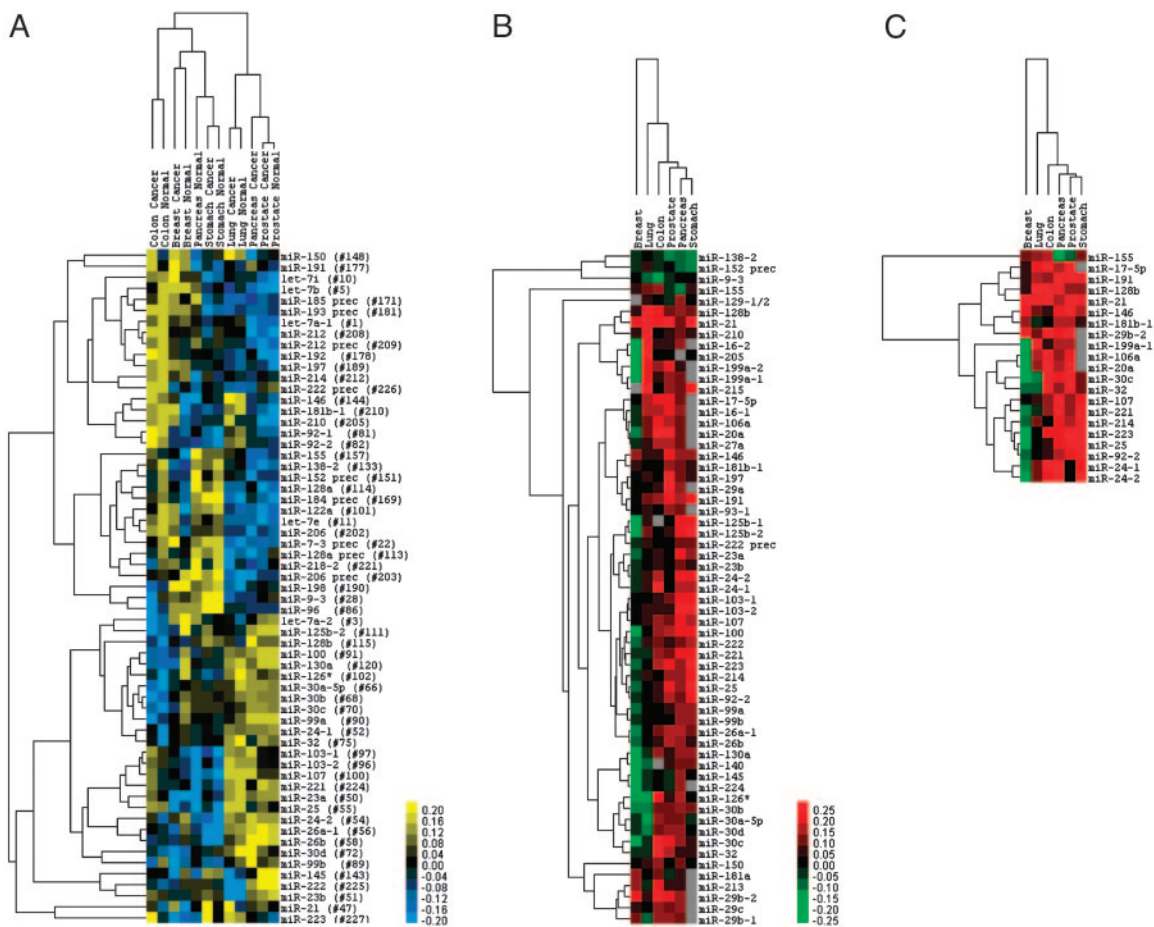 A
B
C
Colon Cancer
Colon Normal
Breast Cancer
Breast Normal
Pancreas Normal
Stomach Cancer
Stomach Normal
Lung Cancer
Lung Normal
Pancreas Cancer
Prostate Cancer
Prostate Normal
miR-150 (#148)
miR-191 (#177)
let-7i (#10)
let-7b (#5)
miR-185 prec (#171)
miR-193 prec (#181)
let-7a-1 (#1)
miR-212 (#208)
miR-212 prec (#209)
miR-192 (#178)
miR-197 (#189)
miR-214 (#212)
miR-222 prec (#226)
miR-146 (#144)
miR-181b-1 (#210)
miR-210 (#205)
miR-92-1 (#81)
miR-92-2 (#82)
miR-155 (#157)
miR-138-2 (#133)
miR-152 prec (#151)
miR-128a (#114)
miR-184 prec (#169)
miR-122a (#101)
let-7e (#11)
miR-206 (#202)
miR-7-3 prec (#22)
miR-128a prec (#113)
miR-218-2 (#221)
miR-206 prec (#203)
miR-198 (#190)
miR-9-3 (#28)
miR-96 (#86)
let-7a-2 (#3)
miR-125b-2 (#111)
miR-128b (#115)
miR-100 (#91)
miR-130a (#120)
miR-126* (#102)
miR-30a-5p (#66)
miR-30b (#68)
miR-30c (#70)
miR-99a (#90)
miR-24-1 (#52)
miR-32 (#75)
miR-103-1 (#97)
miR-103-2 (#96)
miR-107 (#100)
miR-221 (#224)
miR-23a (#50)
miR-25 (#55)
miR-24-2 (#54)
miR-26a-1 (#56)
miR-26b (#58)
miR-30d (#72)
miR-99b (#89)
miR-145 (#143)
miR-222 (#225)
miR-23b (#51)
miR-21 (#47)
miR-223 (#227)
0.20
0.16
0.12
0.08
0.04
0.00
-0.04
-0.08
-0.12
-0.16
-0.20
Breast
Lung
Colon
Prostate
Pancreas
Stomach
miR-138-2
miR-152 prec
miR-9-3
miR-155
miR-129-1/2
miR-128b
miR-21
miR-210
miR-16-2
miR-205
miR-199a-2
miR-199a-1
miR-215
miR-17-5p
miR-16-1
miR-106a
miR-20a
miR-27a
miR-146
miR-181b-1
miR-197
miR-29a
miR-191
miR-93-1
miR-125b-1
miR-125b-2
miR-222 prec
miR-23a
miR-23b
miR-24-2
miR-24-1
miR-103-1
miR-103-2
miR-107
miR-100
miR-222
miR-221
miR-223
miR-214
miR-25
miR-92-2
miR-99a
miR-99b
miR-26a-1
miR-26b
miR-130a
miR-140
miR-145
miR-224
miR-126*
miR-30b
miR-30a-5p
miR-30d
miR-30c
miR-32
miR-150
miR-181a
miR-213
miR-29b-2
miR-29c
miR-29b-1
0.25
0.20
0.15
0.10
0.05
0.00
-0.05
-0.10
-0.15
-0.20
-0.25
Breast
Lung
Colon
Pancreas
Prostate
Stomach
miR-155
miR-17-5p
miR-191
miR-128b
miR-21
miR-146
miR-181b-1
miR-29b-2
miR-199a-1
miR-106a
miR-20a
miR-30c
miR-32
miR-107
miR-221
miR-214
miR-223
miR-25
miR-92-2
miR-24-1
miR-24-2